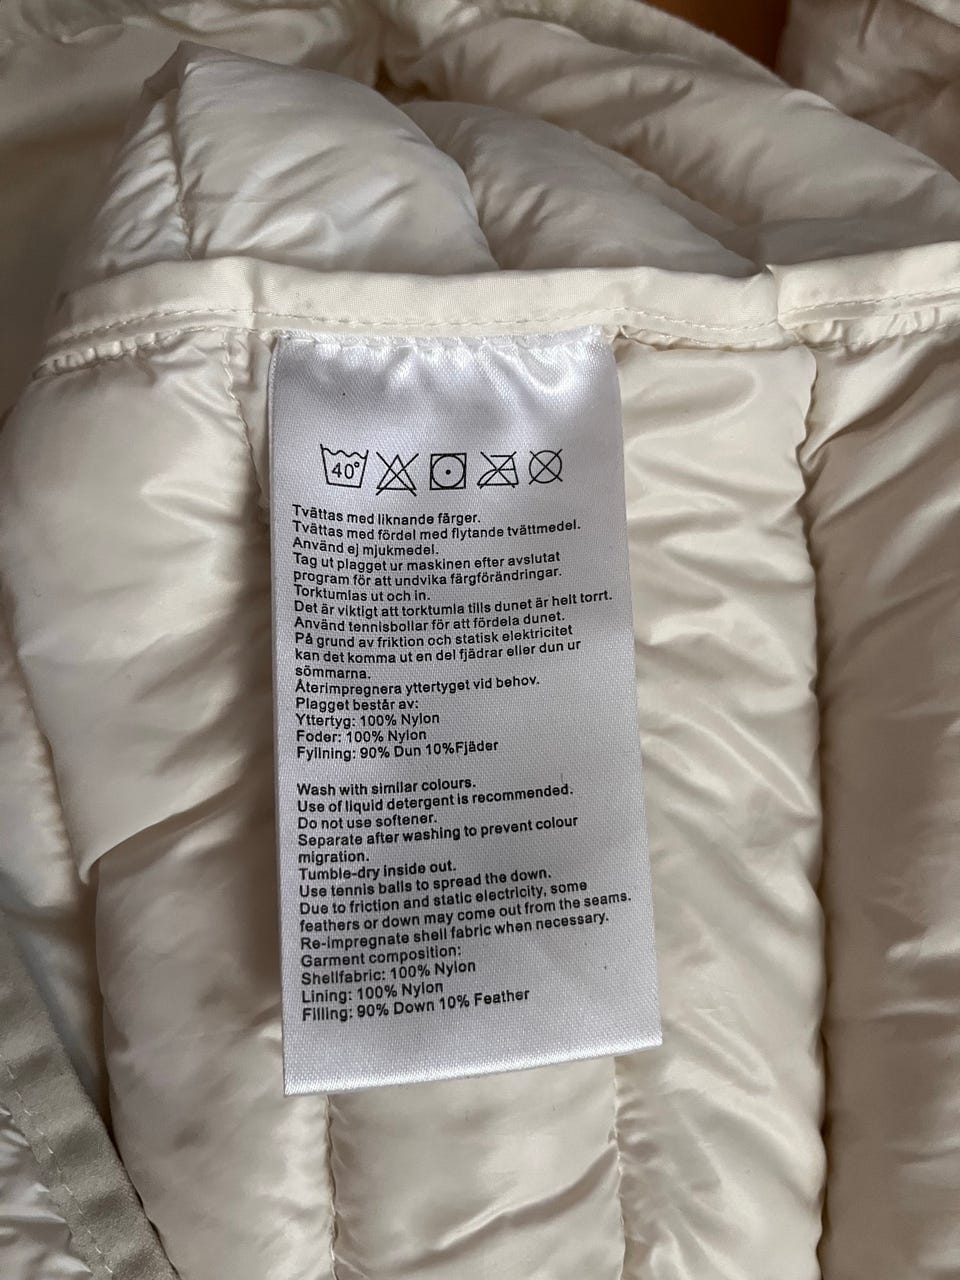 40°
Tvättas med liknande färger.
Tvättas med fördel med flytande tvättmedel.
Använd ej mjukmedel.
Tag ut plagget ur maskinen efter avslutat
program för att undvika färgförändringar.
Torktumlas ut och in.
Det är viktigt att torktumla tills dunet är helt torrt.
Använd tennisbollar för att fördela dunet.
På grund av friktion och statisk elektricitet
kan det komma ut en del fjädrar eller dun ur
sömmarna.
Återimpregnera yttertyget vid behov.
Plagget består av:
Yttertyg: 100% Nylon
Foder: 100% Nylon
Fyllning: 90% Dun 10%Fjäder
Wash with similar colours.
Use of liquid detergent is recommended.
Do not use softener.
Separate after washing to prevent colour
migration.
Tumble-dry inside out.
Use tennis balls to spread the down.
Due to friction and static electricity, some
feathers or down may come out from the seams.
Re-impregnate shell fabric when necessary.
Garment composition:
Shellfabric: 100% Nylon
Lining: 100% Nylon
Filling: 90% Down 10% Feather